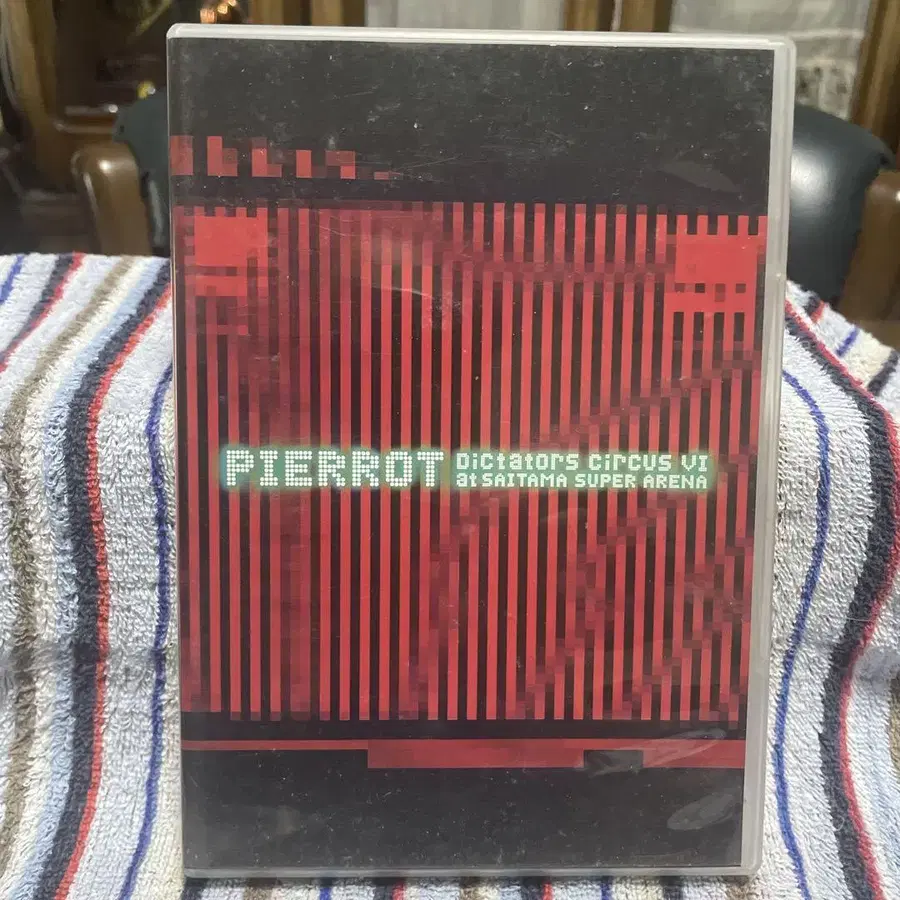 PIERROT
Dictators circus VI
at SAITAMA SUPER ARENA